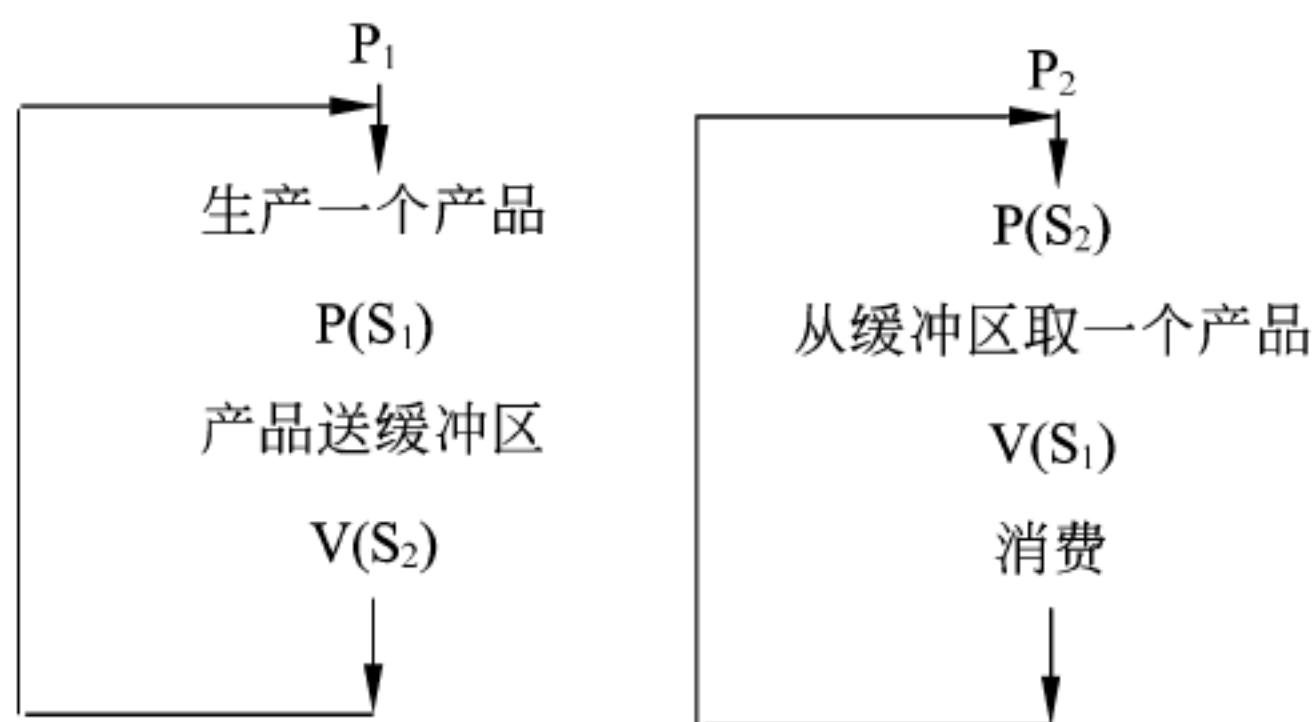 P₁
生产一个产品
P(S₁)
产品送缓冲区
V(S₂)
P₂
P(S₂)
从缓冲区取一个产品
V(S₁)
消费